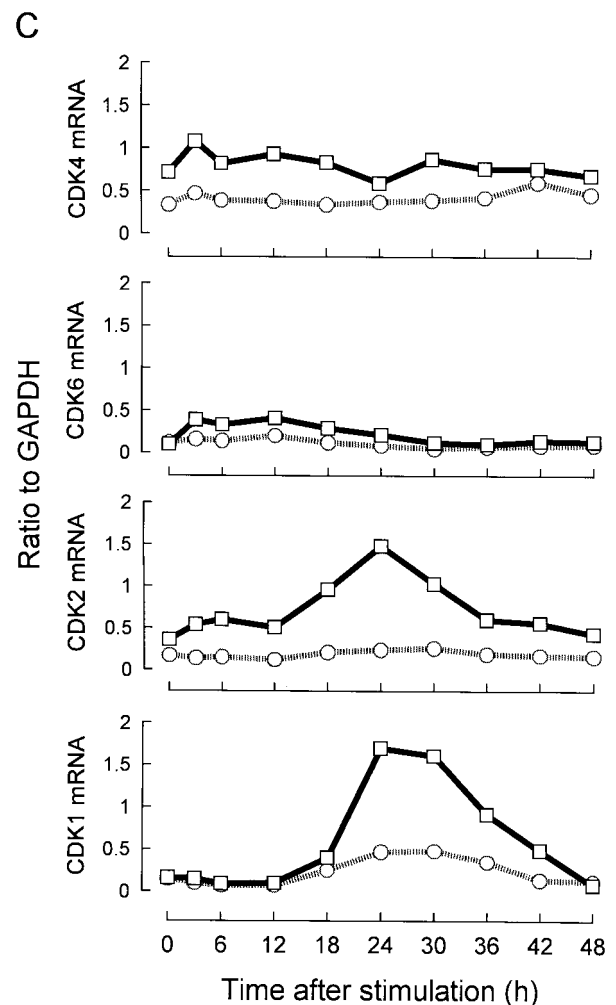 C
Ratio to GAPDH
CDK4 mRNA
2
1.5
1
0.5
0
CDK6 mRNA
2
1.5
1
0.5
0
CDK2 mRNA
2
1.5
1
0.5
0
CDK1 mRNA
2
1.5
1
0.5
0
0 6 12 18 24 30 36 42 48
Time after stimulation (h)